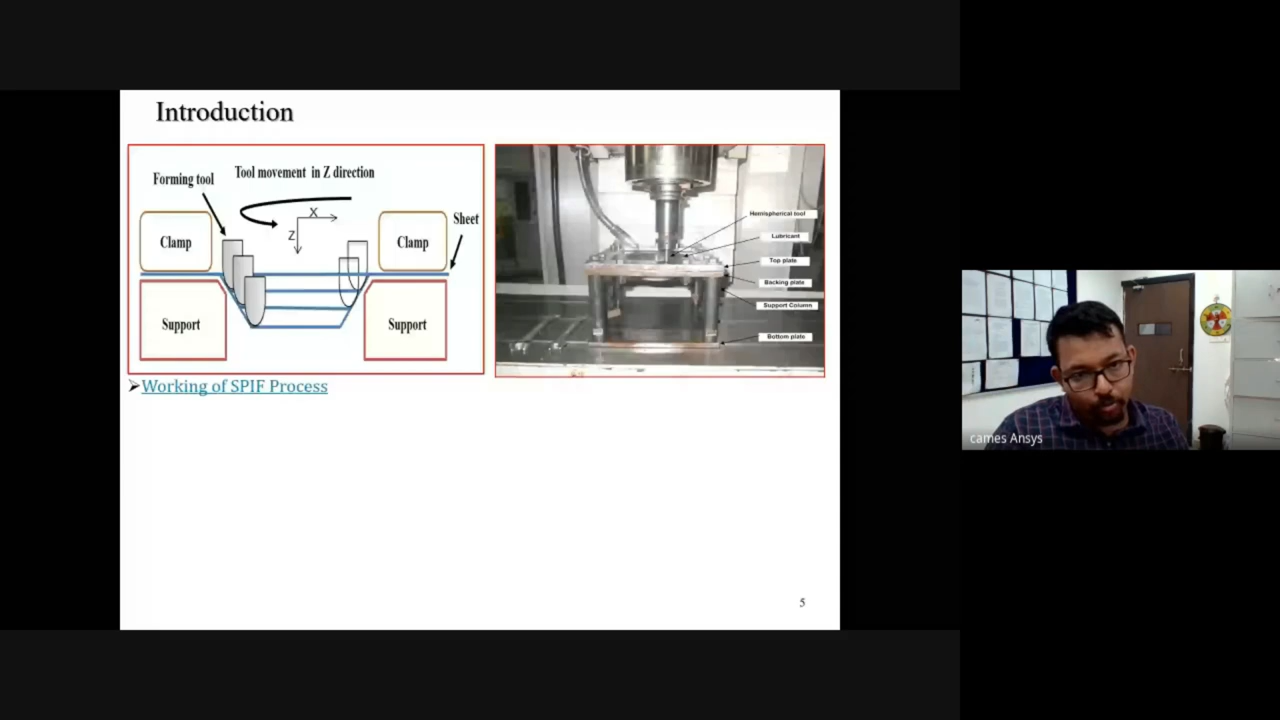 Introduction
Tool movement in Z direction
Forming tool
X
Z
Clamp
Clamp
Sheet
Support
Support
Hemispherical tool
Lubricant
Top plate
Backing plate
Support Column
Bottom plate
➢Working of SPIF Process
5
cames Ansys